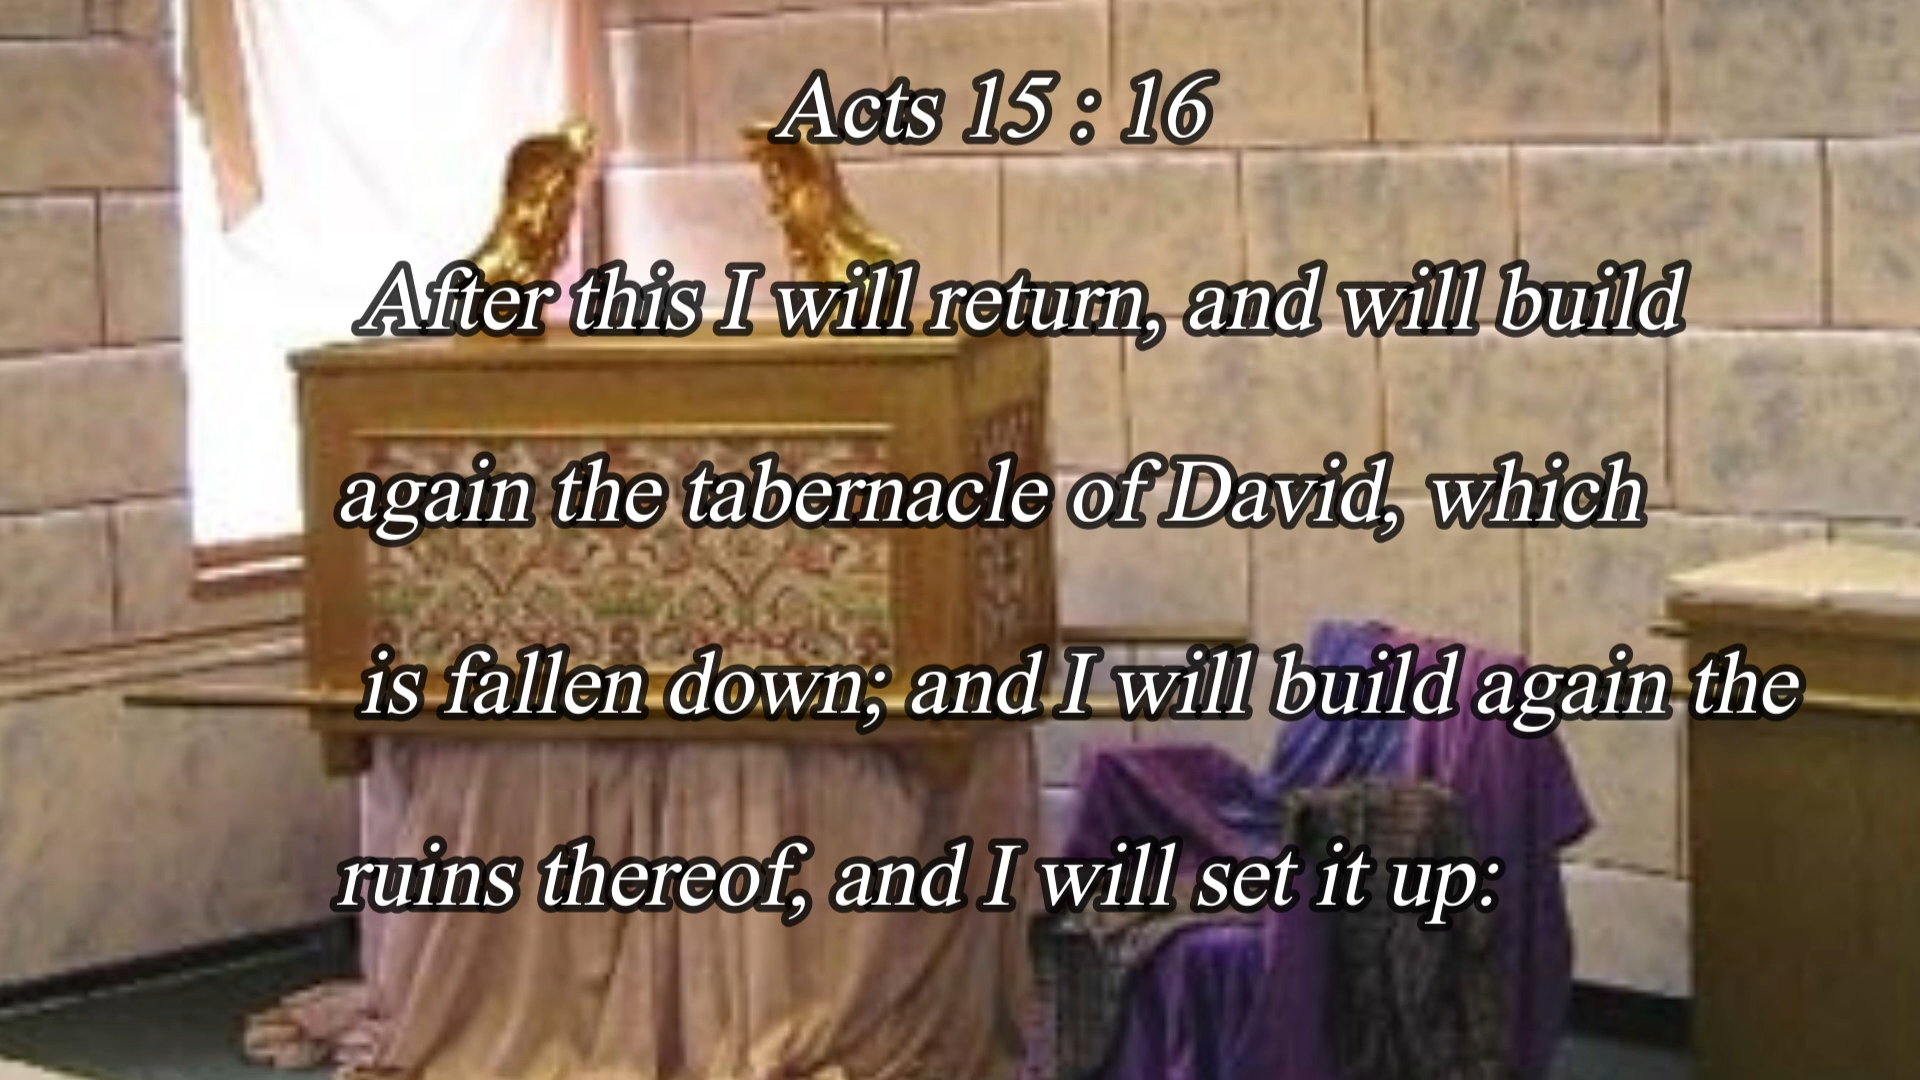 Acts 15 : 16
After this I will return, and will build
again the tabernacle of David, which
is fallen down; and I will build again the
ruins thereof, and I will set it up: